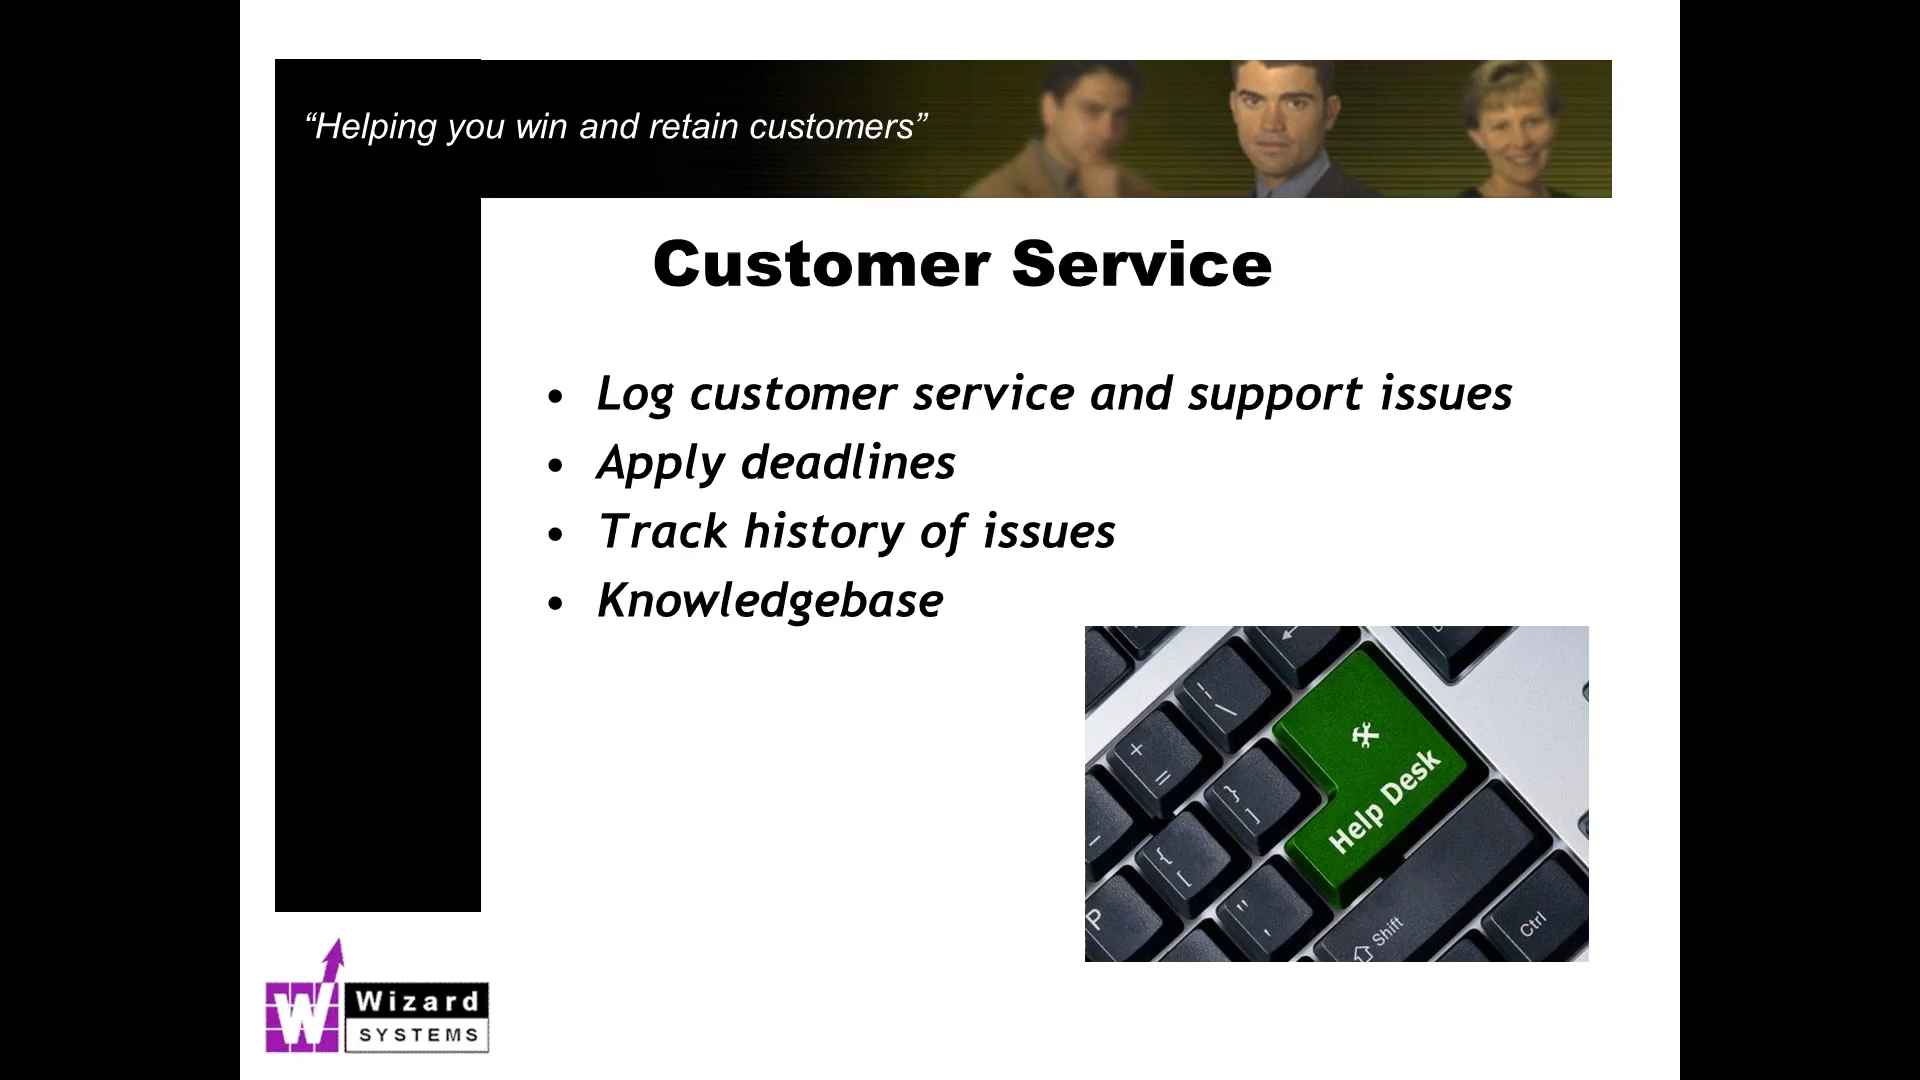 “Helping you win and retain customers”
Customer Service
• Log customer service and support issues
• Apply deadlines
• Track history of issues
• Knowledgebase
+
=
}
]
{
[
"
'
P
Help Desk
Shift
Ctrl
W Wizard
SYSTEMS